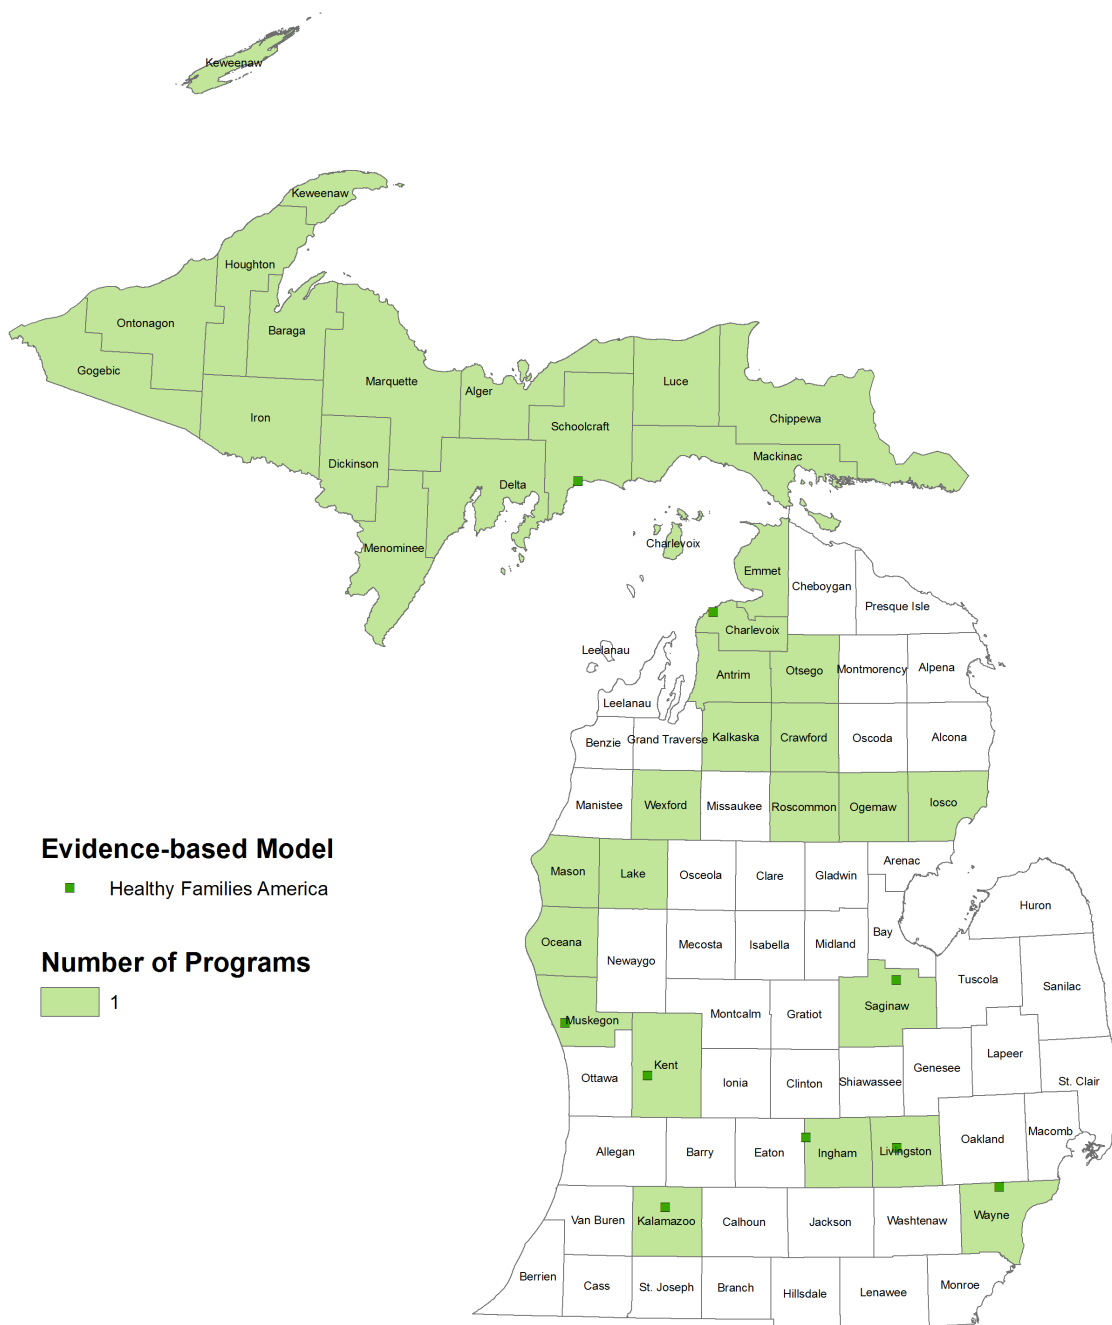 Keweenaw
Keweenaw
Houghton
Ontonagon
Baraga
Gogebic
Marquette
Alger
Luce
Iron
Schoolcraft
Chippewa
Dickinson
Mackinac
Delta
Menominee
Charlevoix
Emmet
Cheboygan
Presque Isle
Charlevoix
Leelanau
Antrim
Otsego
Montmorency
Alpena
Leelanau
Benzie
Grand Traverse
Kalkaska
Crawford
Oscoda
Alcona
Manistee
Wexford
Missaukee
Roscommon
Ogemaw
Iosco
Evidence-based Model
Healthy Families America
Number of Programs
1
Mason
Lake
Osceola
Clare
Gladwin
Arenac
Huron
Oceana
Newaygo
Mecosta
Isabella
Midland
Bay
Tuscola
Sanilac
Muskegon
Montcalm
Gratiot
Saginaw
Kent
Ottawa
Ionia
Clinton
Shiawassee
Genesee
Lapeer
St. Clair
Allegan
Barry
Eaton
Ingham
Livingston
Oakland
Macomb
Van Buren
Kalamazoo
Calhoun
Jackson
Washtenaw
Wayne
Berrien
Cass
St. Joseph
Branch
Hillsdale
Lenawee
Monroe